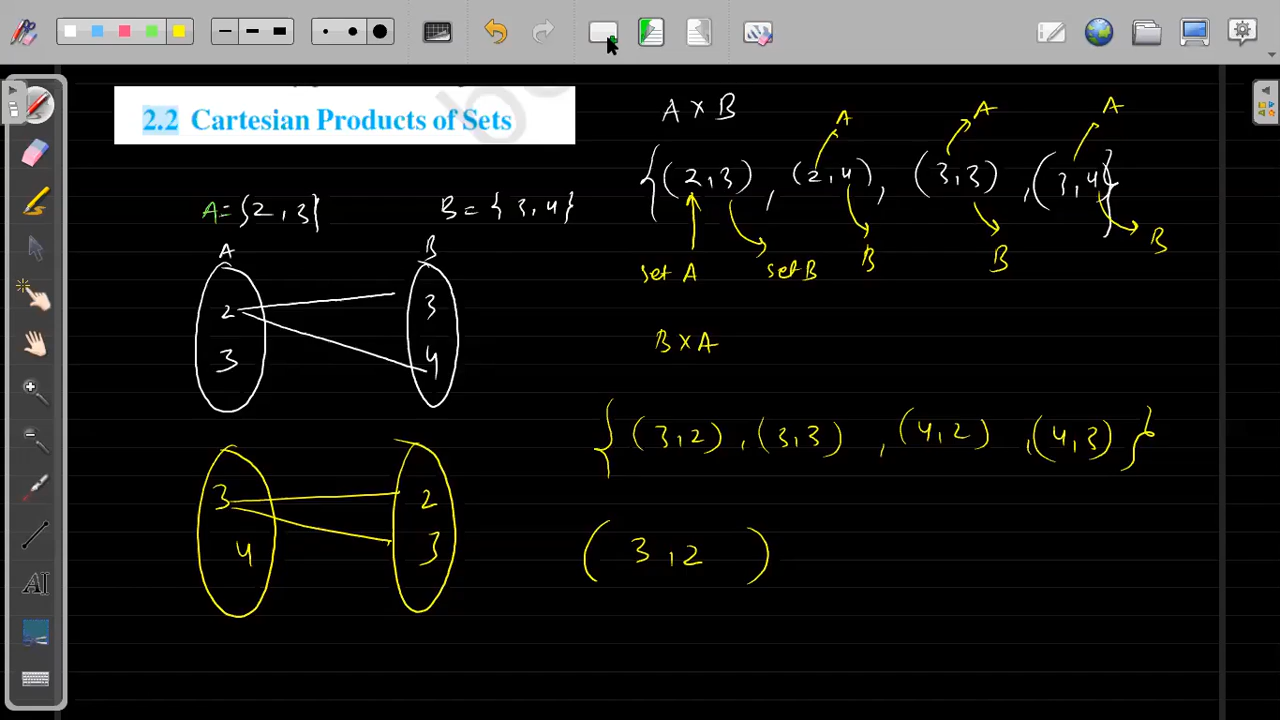 2.2 Cartesian Products of Sets
A = {2, 3} B = {3, 4}
A B
2 3
3 4
3 2
4 3
A × B
A A A
{(2,3), (2,4), (3,3), (3,4)}
set A set B B B B
B × A
{(3,2), (3,3), (4,2), (4,3)}
(3,2)